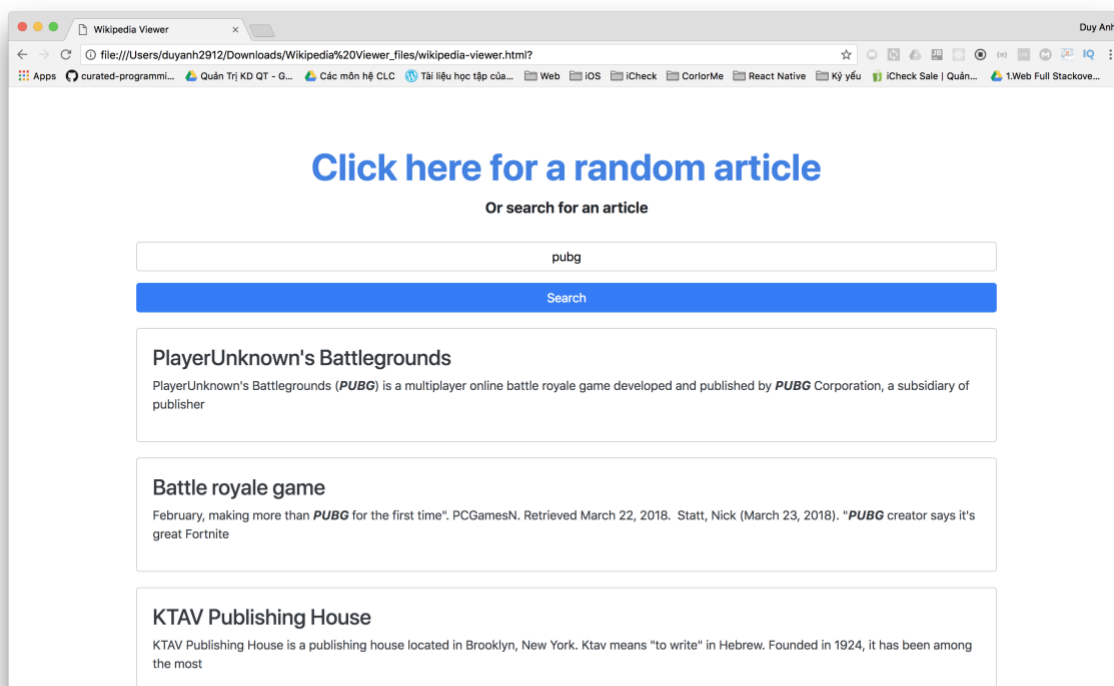 Wikipedia Viewer
Duy Anh
file:///Users/duyanh2912/Downloads/Wikipedia%20Viewer_files/wikipedia-viewer.html?
Apps curated-programmi... Quản Trị KD QT - G... Các môn hệ CLC Tài liệu học tập của... Web iOS iCheck CorlorMe React Native Kỷ yếu iCheck Sale | Quản... 1.Web Full Stackove...
Click here for a random article
Or search for an article
pubg
Search
PlayerUnknown's Battlegrounds
PlayerUnknown's Battlegrounds (PUBG) is a multiplayer online battle royale game developed and published by PUBG Corporation, a subsidiary of
publisher
Battle royale game
February, making more than PUBG for the first time". PCGamesN. Retrieved March 22, 2018. Statt, Nick (March 23, 2018). "PUBG creator says it's
great Fortnite
KTAV Publishing House
KTAV Publishing House is a publishing house located in Brooklyn, New York. Ktav means "to write" in Hebrew. Founded in 1924, it has been among
the most